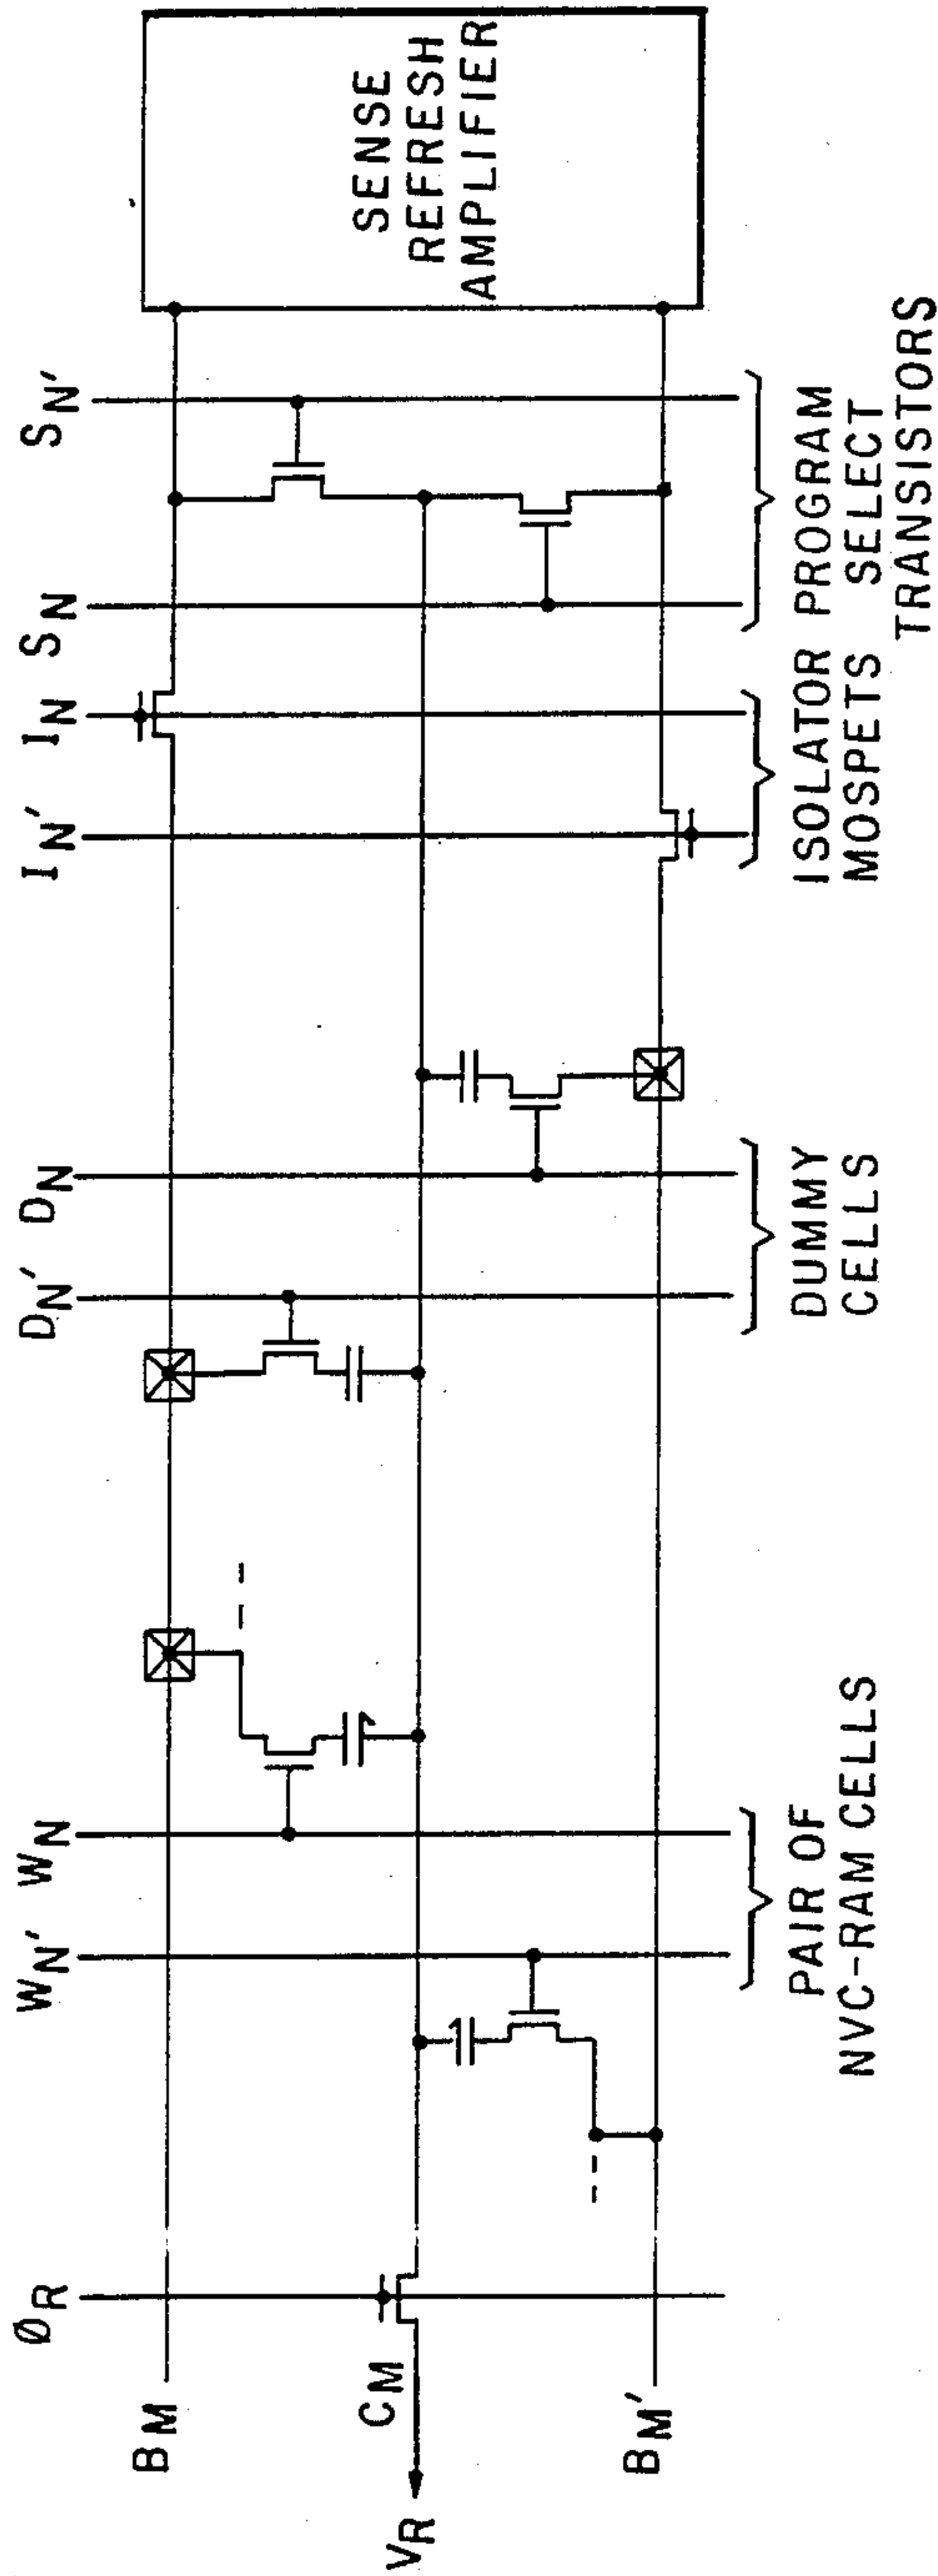 ØR
WN'
WN
DN'
DN
IN'
IN
SN
SN'
BM
CM
VR
BM'
SENSE
REFRESH
AMPLIFIER
PAIR OF
NVC-RAM CELLS
DUMMY
CELLS
ISOLATOR
MOSPETS
PROGRAM
SELECT
TRANSISTORS